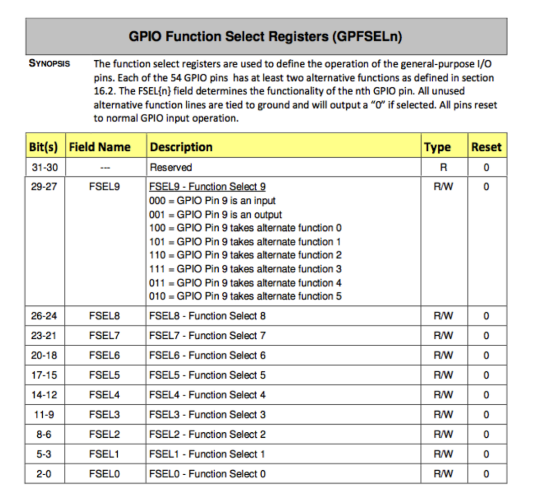 GPIO Function Select Registers (GPFSELn)
SYNOPSIS The function select registers are used to define the operation of the general-purpose I/O
pins. Each of the 54 GPIO pins has at least two alternative functions as defined in section
16.2. The FSEL{n} field determines the functionality of the nth GPIO pin. All unused
alternative function lines are tied to ground and will output a “0” if selected. All pins reset
to normal GPIO input operation.
Bit(s) Field Name Description Type Reset
31-30 --- Reserved R 0
29-27 FSEL9 FSEL9 - Function Select 9 R/W 0
000 = GPIO Pin 9 is an input
001 = GPIO Pin 9 is an output
100 = GPIO Pin 9 takes alternate function 0
101 = GPIO Pin 9 takes alternate function 1
110 = GPIO Pin 9 takes alternate function 2
111 = GPIO Pin 9 takes alternate function 3
011 = GPIO Pin 9 takes alternate function 4
010 = GPIO Pin 9 takes alternate function 5
26-24 FSEL8 FSEL8 - Function Select 8 R/W 0
23-21 FSEL7 FSEL7 - Function Select 7 R/W 0
20-18 FSEL6 FSEL6 - Function Select 6 R/W 0
17-15 FSEL5 FSEL5 - Function Select 5 R/W 0
14-12 FSEL4 FSEL4 - Function Select 4 R/W 0
11-9 FSEL3 FSEL3 - Function Select 3 R/W 0
8-6 FSEL2 FSEL2 - Function Select 2 R/W 0
5-3 FSEL1 FSEL1 - Function Select 1 R/W 0
2-0 FSEL0 FSEL0 - Function Select 0 R/W 0